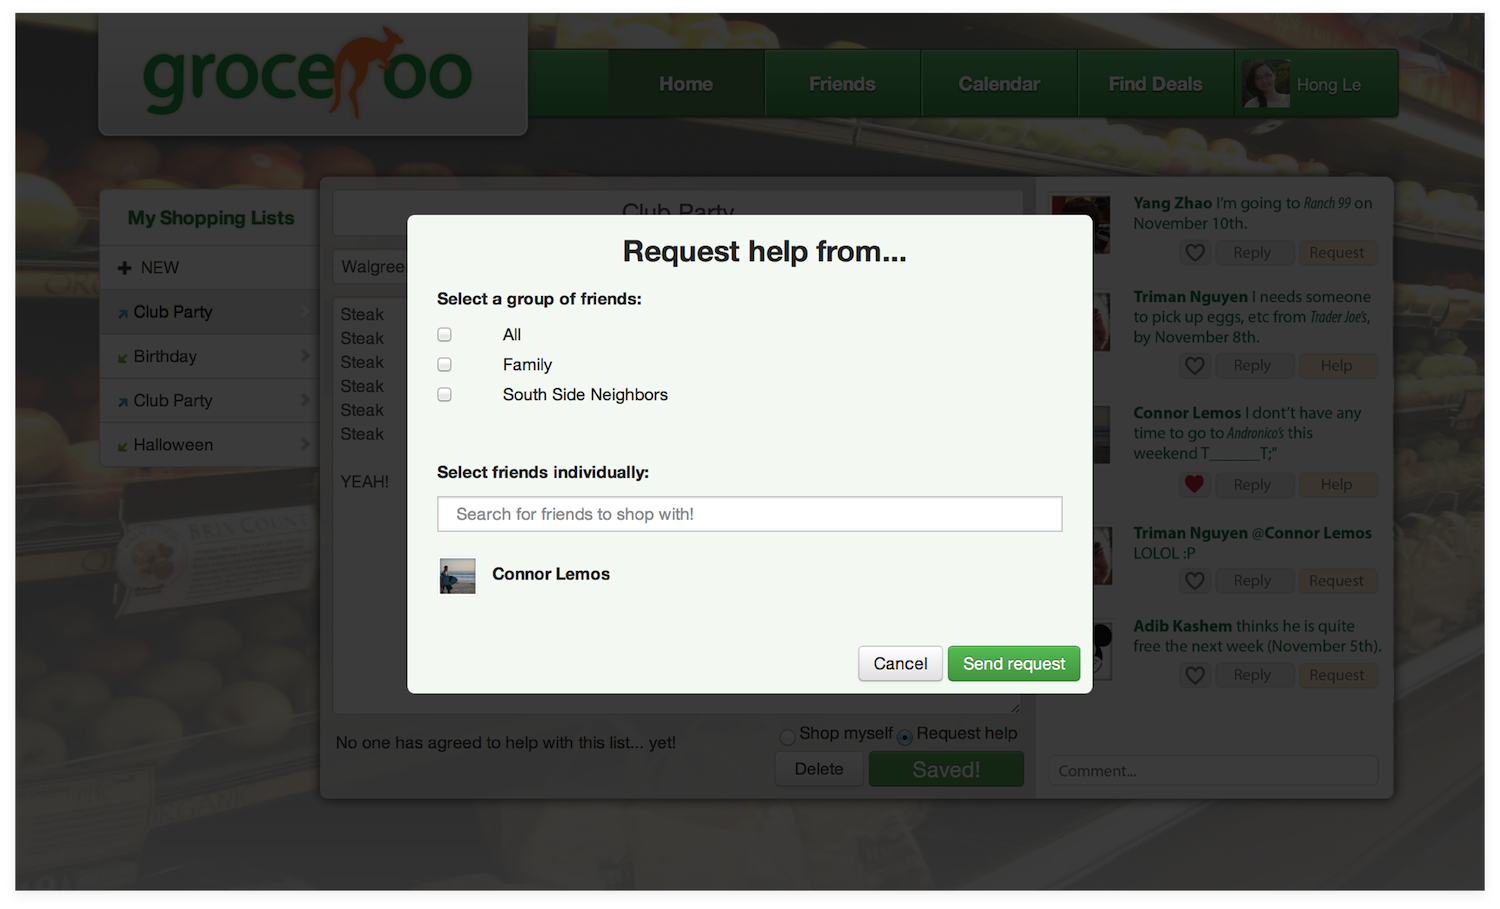 groceroo
Home
Friends
Calendar
Find Deals
Hong Le
My Shopping Lists
NEW
Club Party
Birthday
Club Party
Halloween
Club Party
Walgree
Steak
Steak
Steak
Steak
Steak
Steak
YEAH!
Request help from...
Select a group of friends:
All
Family
South Side Neighbors
Select friends individually:
Search for friends to shop with!
Connor Lemos
Cancel
Send request
No one has agreed to help with this list... yet!
Shop myself
Request help
Delete
Saved!
Yang Zhao I'm going to Ranch 99 on
November 10th.
Reply
Request
Triman Nguyen I needs someone
to pick up eggs, etc from Trader Joe's,
by November 8th.
Reply
Help
Connor Lemos I dont't have any
time to go to Andronico's this
weekend T______T;"
Reply
Help
Triman Nguyen @Connor Lemos
LOLOL :P
Reply
Request
Adib Kashem thinks he is quite
free the next week (November 5th).
Reply
Request
Comment...
BRIX COUNT
ORGANIC